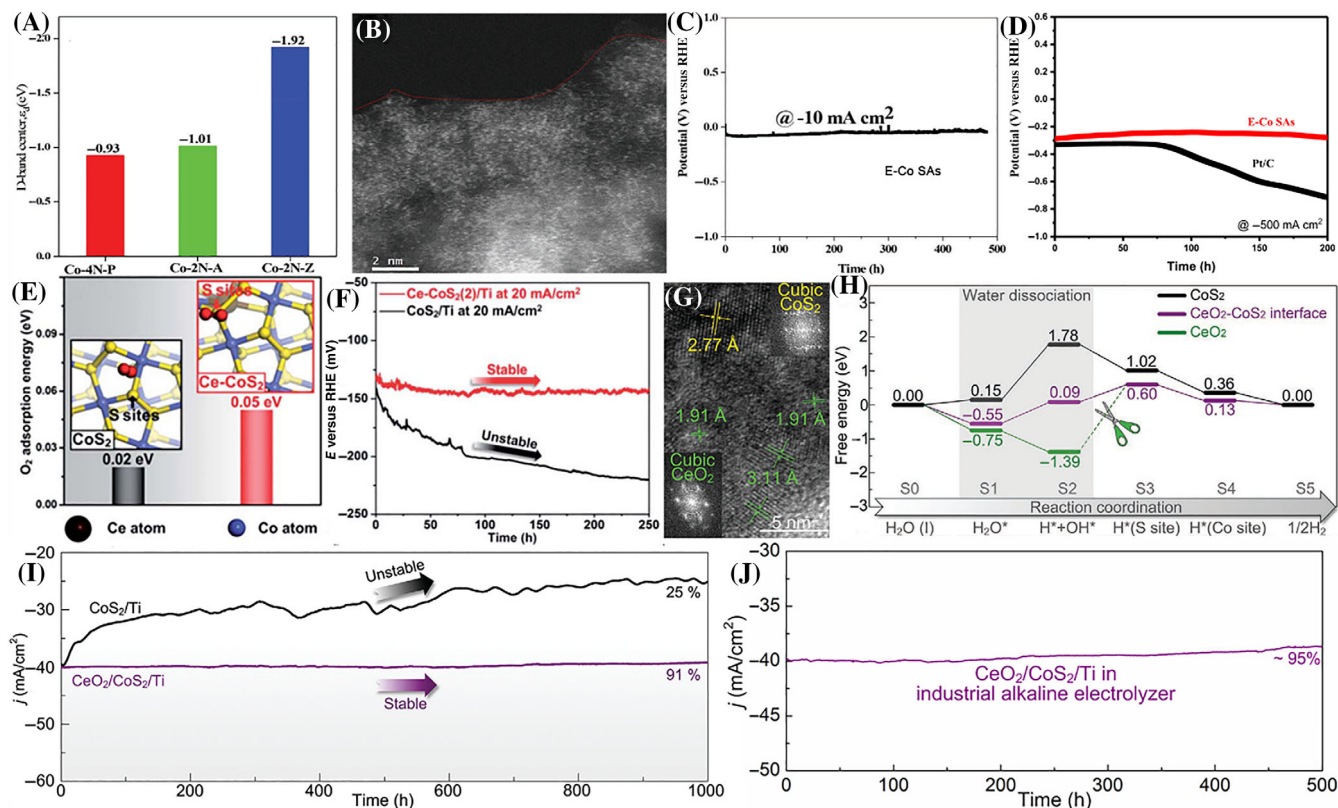 (A)
D-band center, εd(eV)
−2.0
−1.5
−1.0
−0.5
0.0
−0.93
−1.01
−1.92
Co-4N-P
Co-2N-A
Co-2N-Z
(B)
2 nm
(C)
Potential (V) versus RHE
1.0
0.5
0.0
−0.5
−1.0
@ -10 mA cm2
E-Co SAs
0
100
200
300
400
500
Time (h)
(D)
Potential (V) versus RHE
0.6
0.4
0.2
0.0
−0.2
−0.4
−0.6
−0.8
−1.0
E-Co SAs
Pt/C
@ −500 mA cm2
0
50
100
150
200
Time (h)
(E)
O2 adsorption energy (eV)
0.09
0.06
0.03
0.00
S sites
CoS2
0.02 eV
S sites
Ce-CoS2
0.05 eV
Ce atom
Co atom
(F)
E versus RHE
−50
−100
−150
−200
−250
Ce-CoS2(2)/Ti at 20 mA/cm2
CoS2/Ti at 20 mA/cm2
Stable
Unstable
0
50
100
150
200
250
Time (h)
(G)
Cubic
CoS2
2.77 Å
1.91 Å
1.91 Å
3.11 Å
Cubic
CeO2
5 nm
(H)
Free energy (eV)
4
3
2
1
0
−1
−2
−3
Water dissociation
CoS2
CeO2-CoS2 interface
CeO2
0.00
0.15
1.78
1.02
0.36
0.00
−0.55
0.09
0.60
0.13
−0.75
−1.39
S0
S1
S2
S3
S4
S5
Reaction coordination
H2O (l)
H2O*
H*+OH*
H*(S site)
H*(Co site)
1/2H2
(I)
j (mA/cm2)
−20
−30
−40
−50
−60
CoS2/Ti
Unstable
25 %
CeO2/CoS2/Ti
Stable
91 %
0
200
400
600
800
1000
Time (h)
(J)
j (mA/cm2)
−30
−35
−40
−45
−50
CeO2/CoS2/Ti in
industrial alkaline electrolyzer
~ 95%
0
100
200
300
400
500
Time (h)